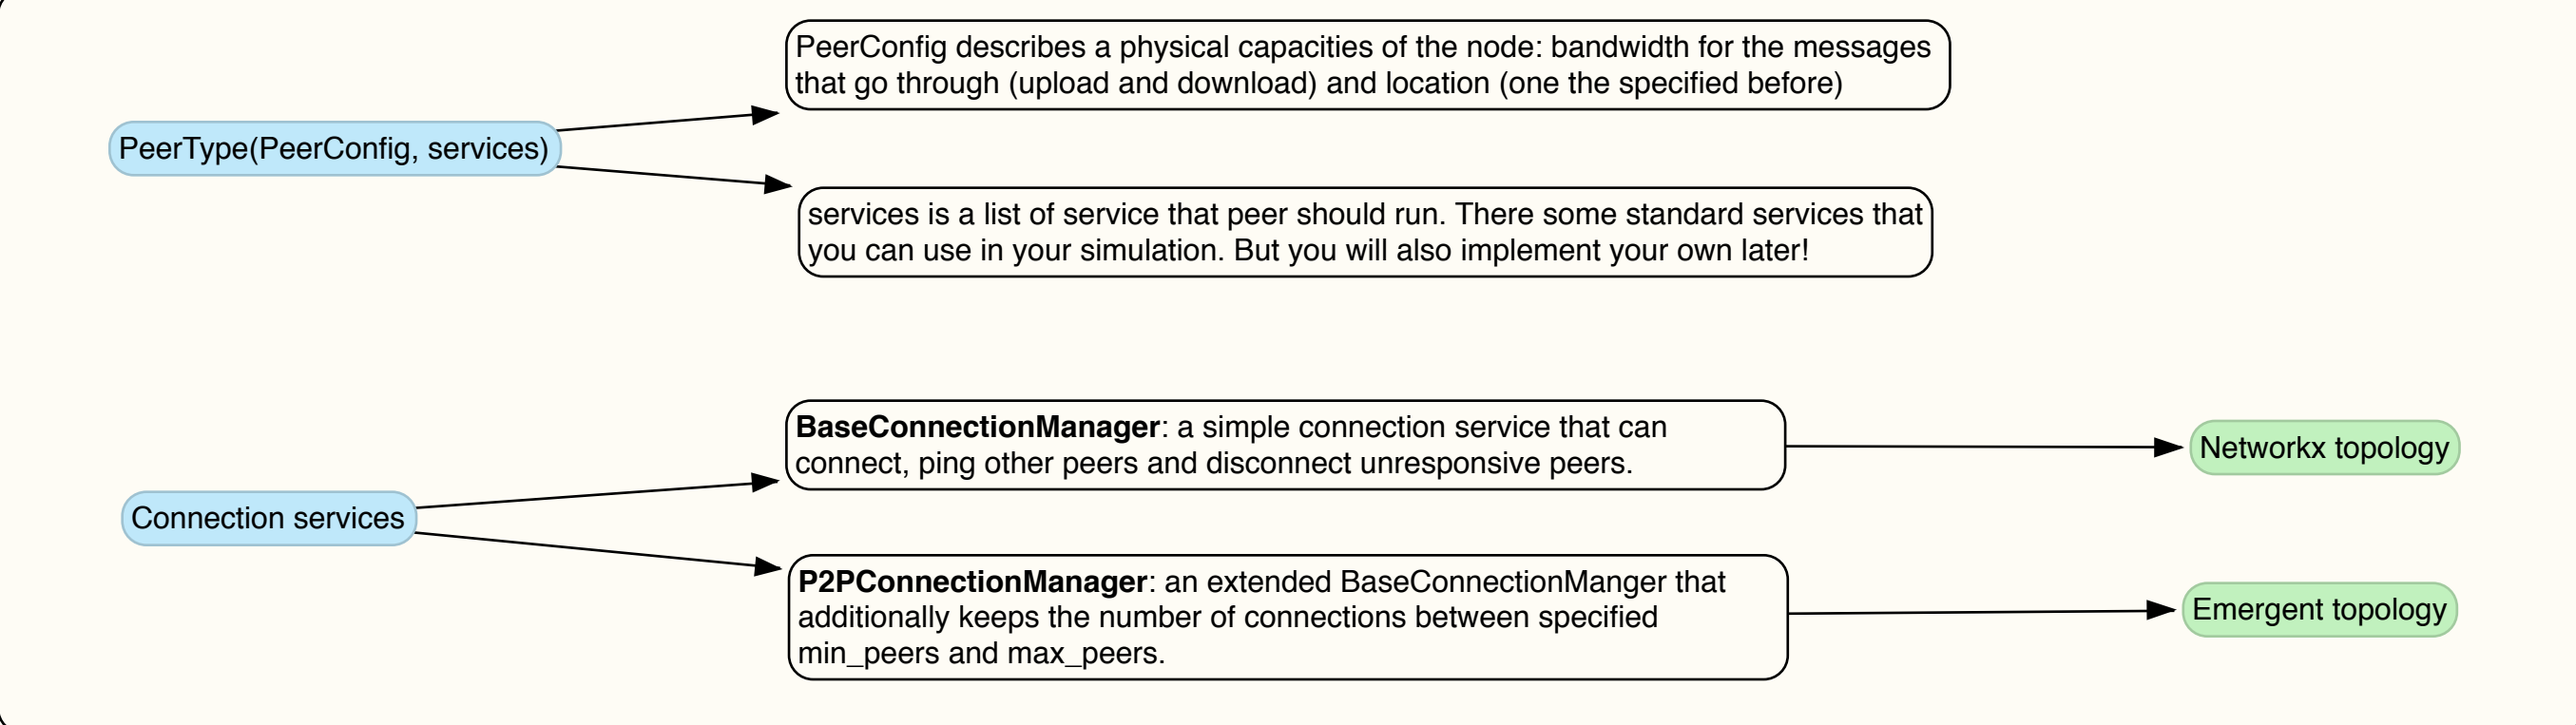 PeerConfig describes a physical capacities of the node: bandwidth for the messages
that go through (upload and download) and location (one the specified before)
PeerType(PeerConfig, services)
services is a list of service that peer should run. There some standard services that
you can use in your simulation. But you will also implement your own later!
BaseConnectionManager: a simple connection service that can
connect, ping other peers and disconnect unresponsive peers.
Networkx topology
Connection services
P2PConnectionManager: an extended BaseConnectionManger that
additionally keeps the number of connections between specified
min_peers and max_peers.
Emergent topology